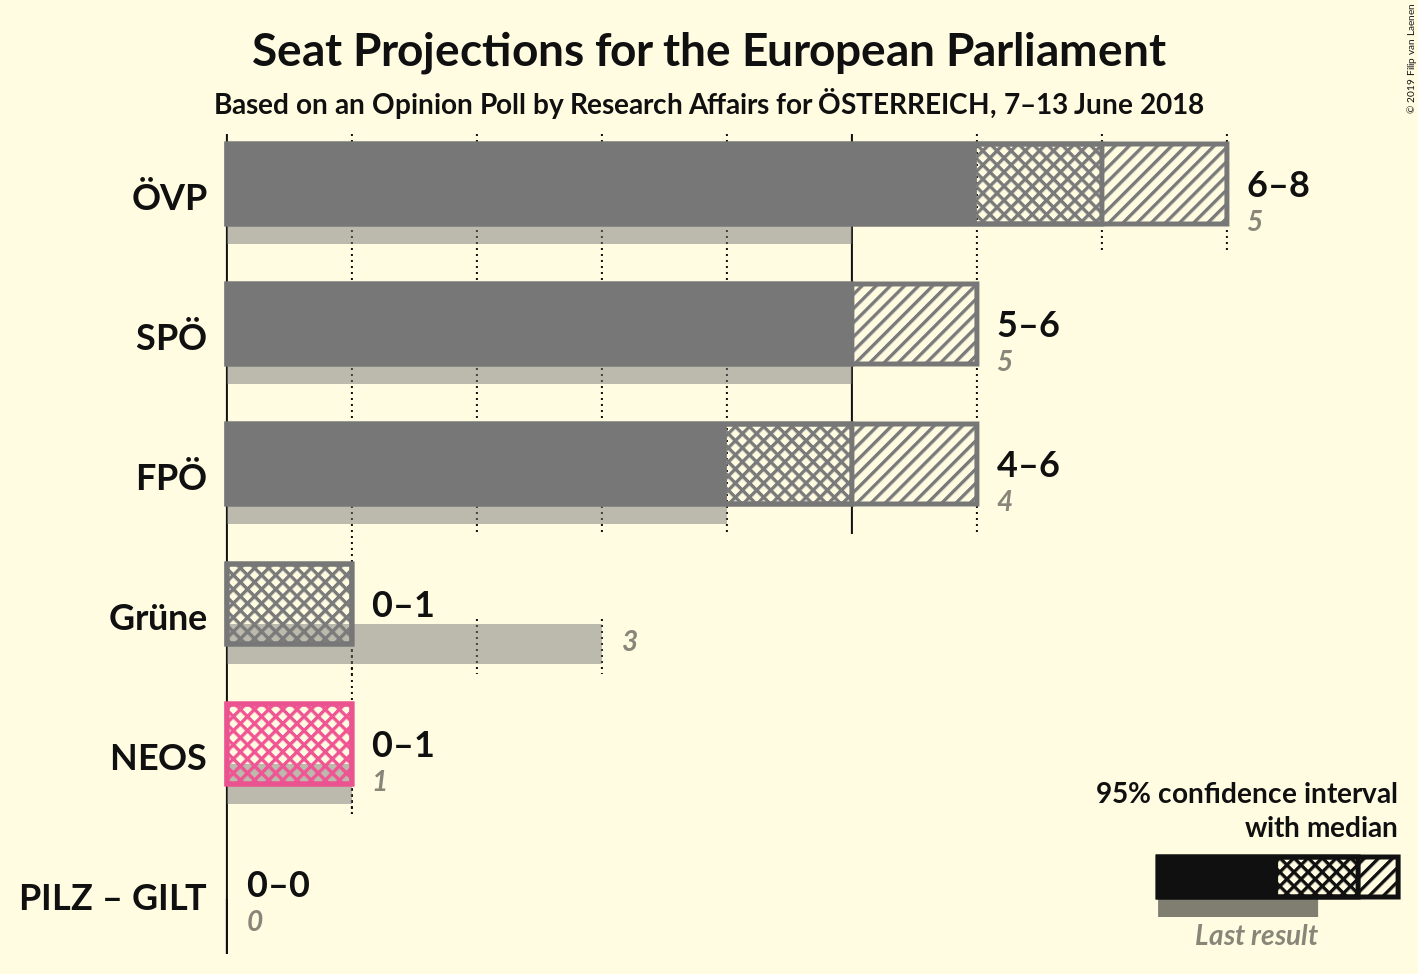 Seat Projections for the European Parliament
Based on an Opinion Poll by Research Affairs for ÖSTERREICH, 7–13 June 2018
© 2019 Filip van Laenen
ÖVP
6–8
5
SPÖ
5–6
5
FPÖ
4–6
4
Grüne
0–1
3
NEOS
0–1
1
PILZ – GILT
0–0
0
95% confidence interval
with median
Last result